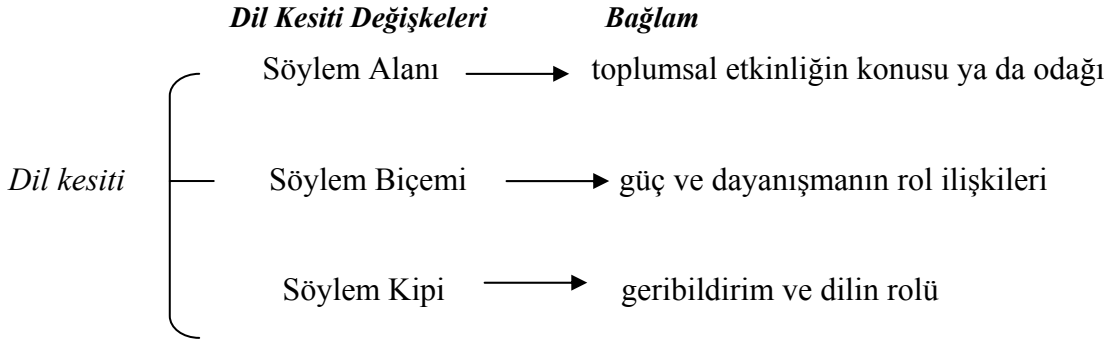 Dil Kesiti Değişkeleri Bağlam
Söylem Alanı toplumsal etkinliğin konusu ya da odağı
Dil kesiti Söylem Biçemi güç ve dayanışmanın rol ilişkileri
Söylem Kipi geribildirim ve dilin rolü